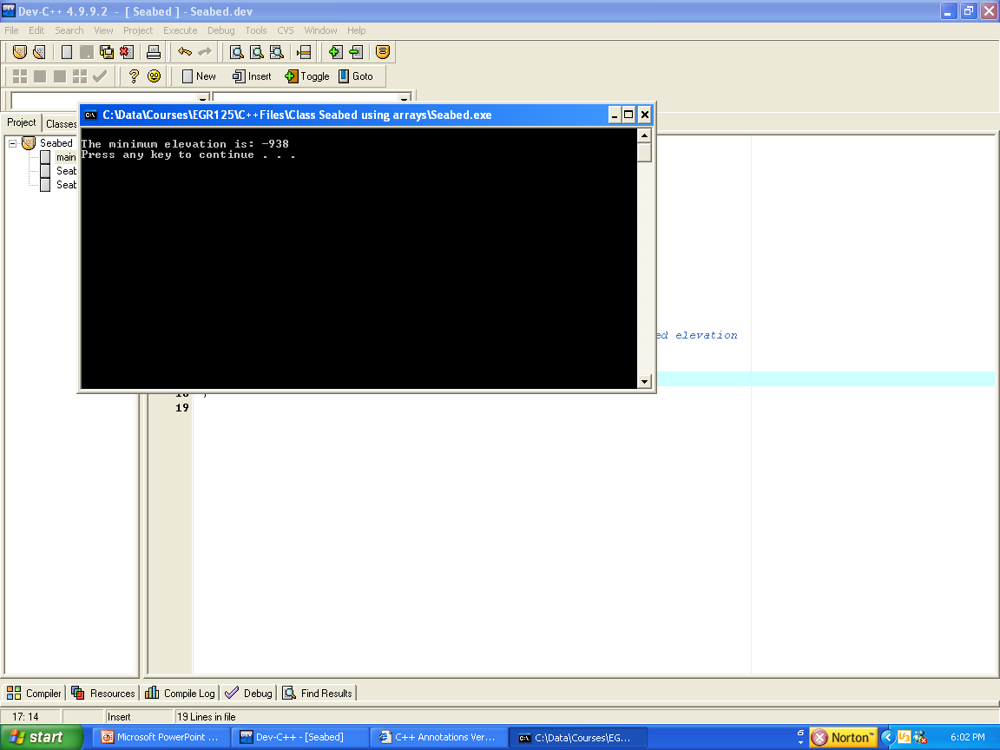 Dev-C++ 4.9.9.2 - [ Seabed ] - Seabed.dev
File Edit Search View Project Execute Debug Tools CVS Window Help
New Insert Toggle Goto
Project Classes
C:\Data\Courses\EGR125\C++Files\Class Seabed using arrays\Seabed.exe
The minimum elevation is: -938
Press any key to continue . . .
Seabed
main
Seab
Seab
ed elevation
18
19
Compiler Resources Compile Log Debug Find Results
17: 14 Insert 19 Lines in file
start Microsoft PowerPoint ... Dev-C++ - [Seabed] C++ Annotations Ver... C:\Data\Courses\EG... Norton™ U3 6:02 PM